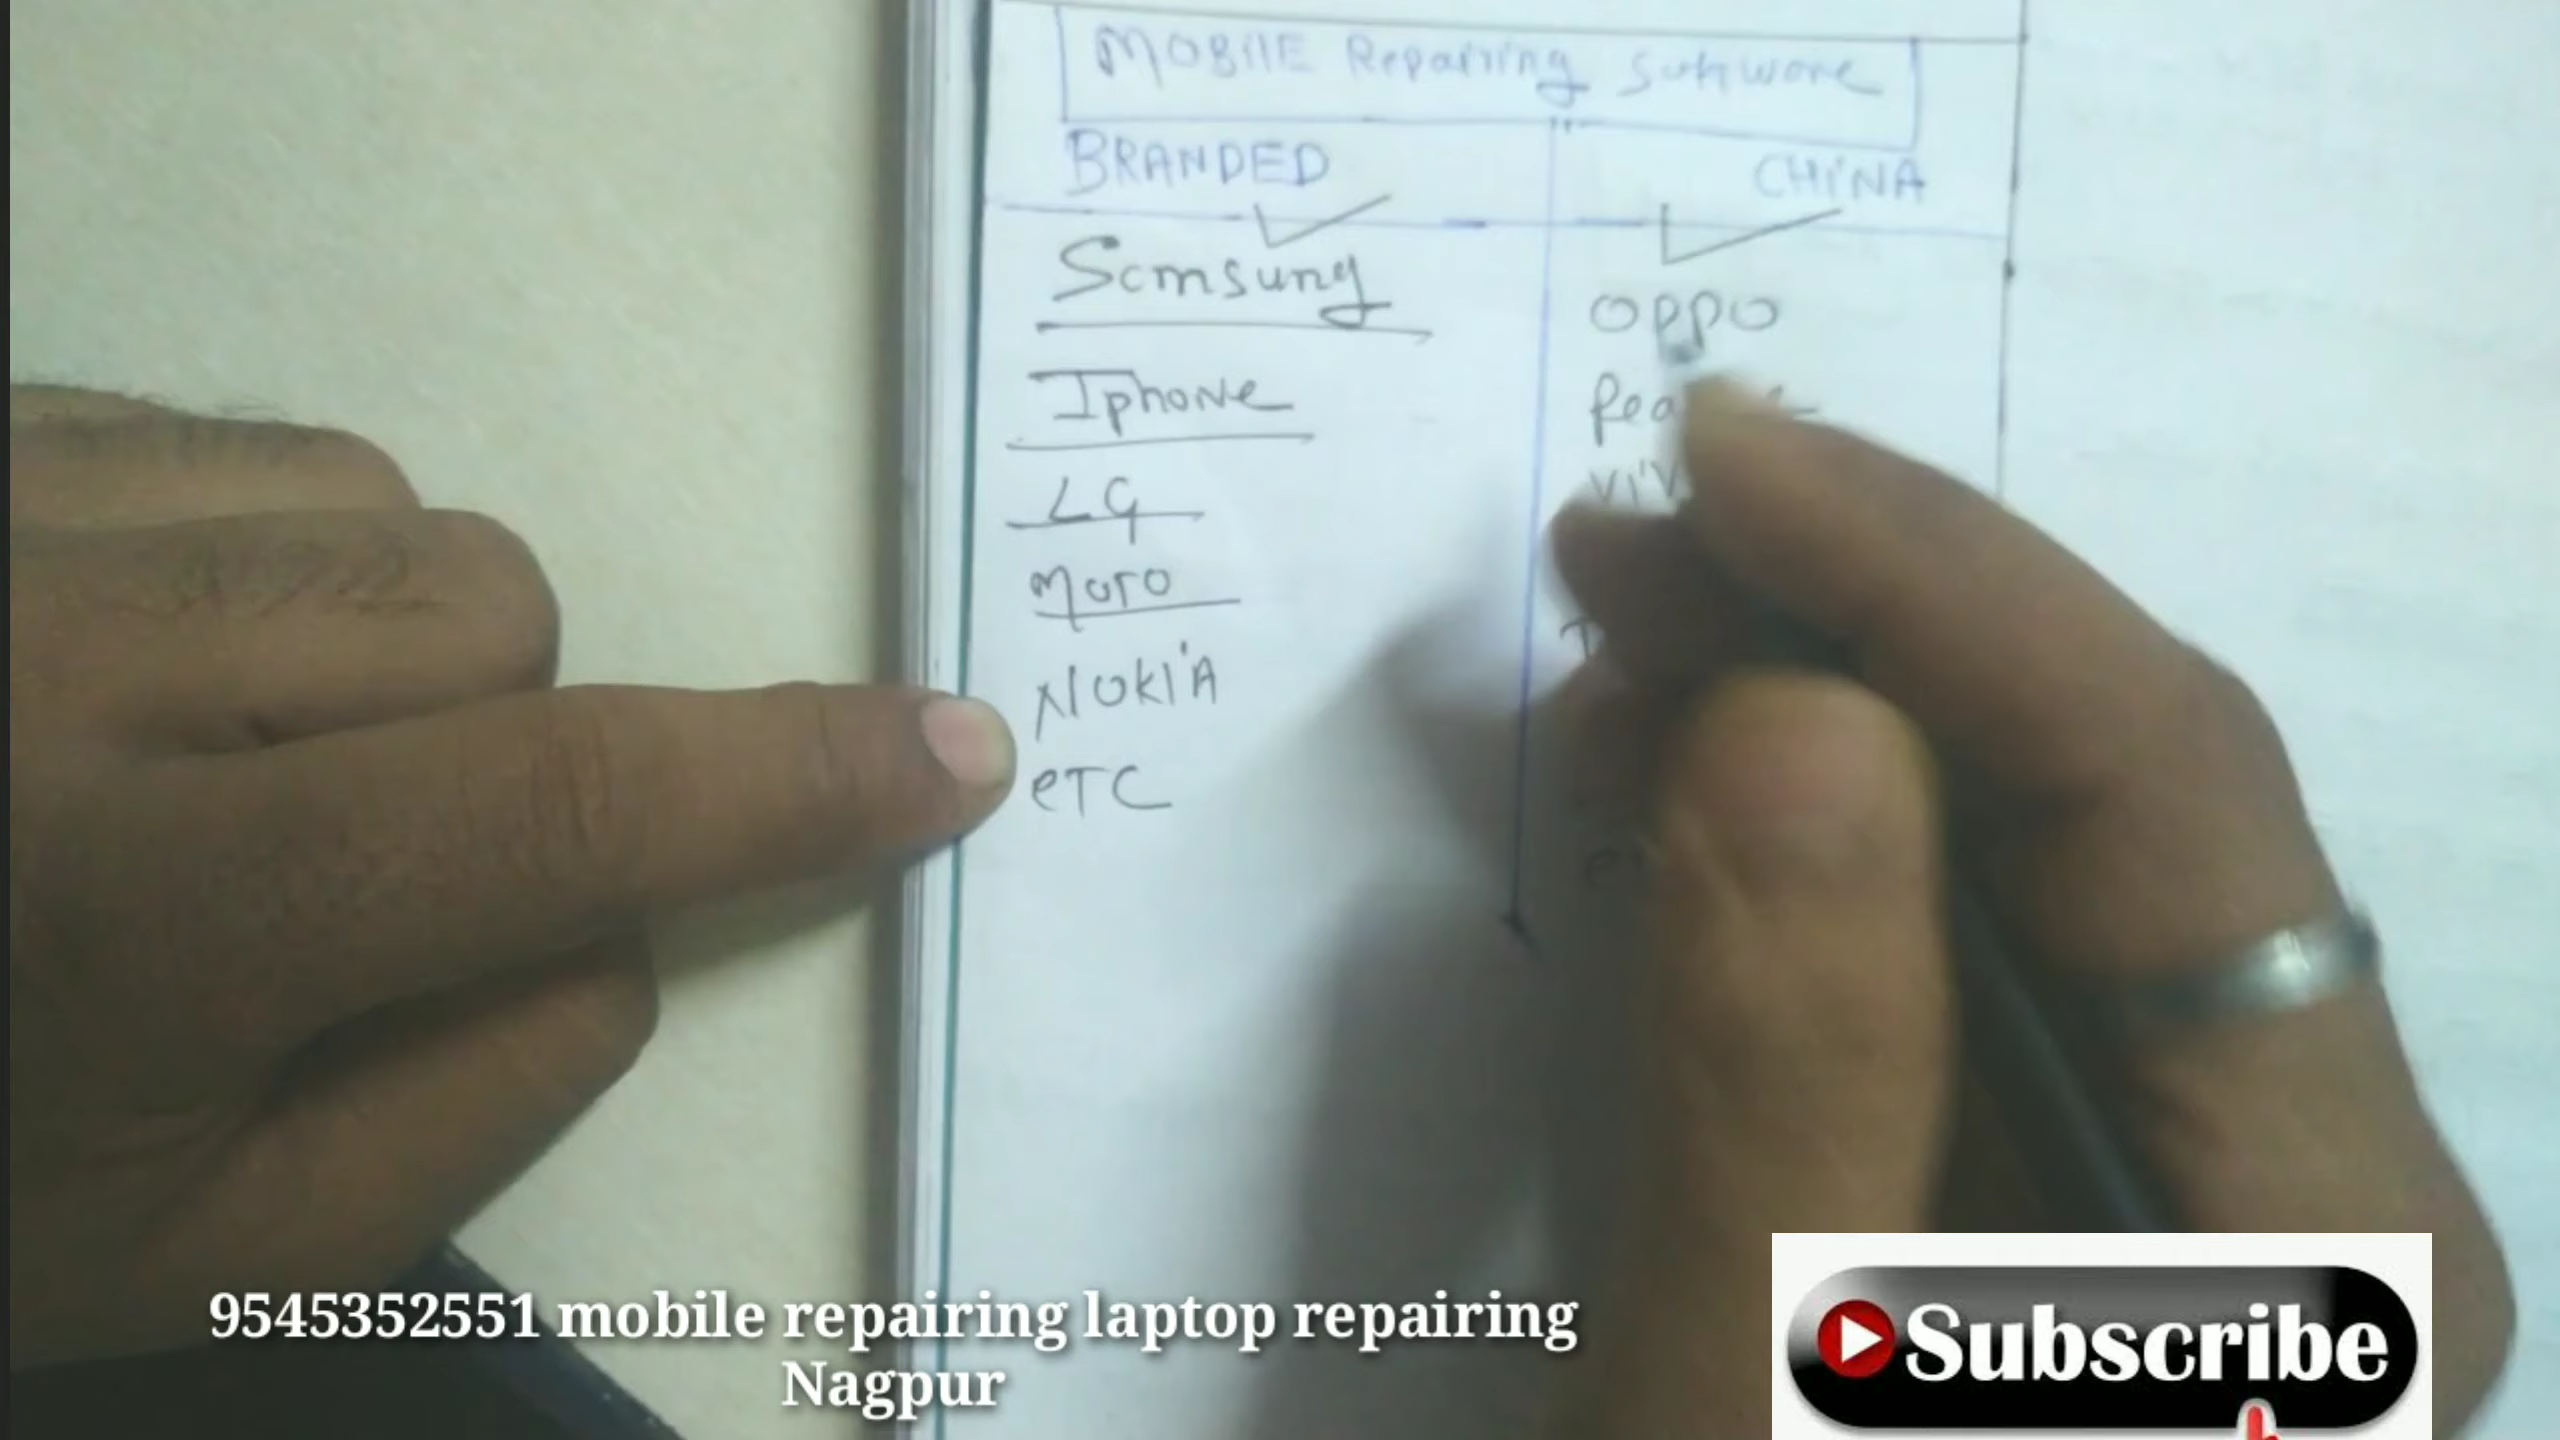 MOBIlE Repairing Software
BRANDED
CHINA
Samsung
Iphone
LG
Moto
NOKIA
eTC
OPPO
9545352551 mobile repairing laptop repairing
Nagpur
Subscribe